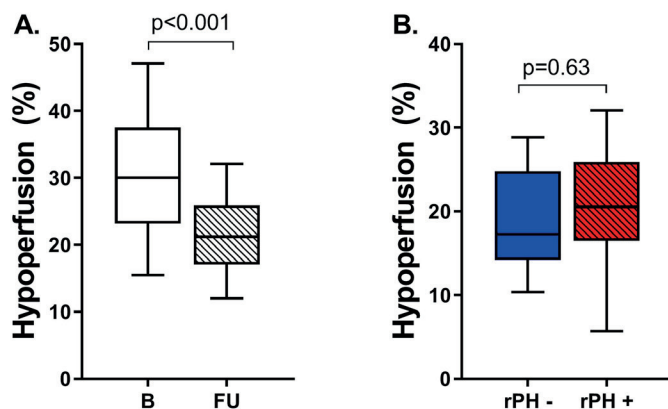 A.
p<0.001
Hypoperfusion (%)
50
40
30
20
10
0
B
FU
B.
p=0.63
Hypoperfusion (%)
40
30
20
10
0
rPH -
rPH +